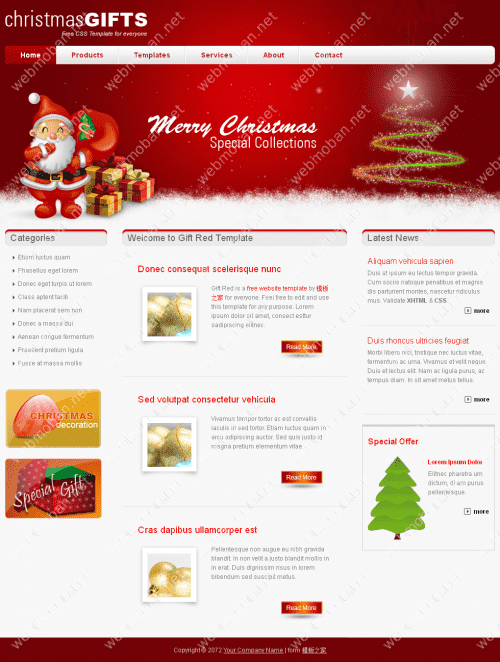 christmasGIFTS
Free CSS Template for everyone
Home Products Templates Services About Contact
Merry Christmas
Special Collections
Categories
Etiam luctus quam
Phasellus eget lorem
Donec eget turpis ut lorem
Class aptent taciti
Nam placerat sem non
Donec a massa dui
Aenean congue fermentum
Praesent pretium ligula
Fusce at massa mollis
CHRISTMAS
decoration
Special Gift
Welcome to Gift Red Template
Donec consequat scelerisque nunc
Gift Red is a free website template by 模板
之家 for everyone. Feel free to edit and use
this template for any purpose. Lorem
ipsum dolor sit amet, consect etitur
sadipiscing elitnec.
Read More
Sed volutpat consectetur vehicula
Vivamus tempor tortor ac est convallis
iaculis in sed tortor. Etiam luctus quam in
arcu adipiscing auctor. Sed quis justo id
magna pretium elementum vitae.
Read More
Cras dapibus ullamcorper est
Pellentesque non augue eu nibh gravida
blandit. In non velit a justo blandit mollis in
in erat. Duis dignissim risus in lorem
bibendum sed suscipit metus.
Read More
Latest News
Aliquam vehicula sapien
Duis at ipsum eu lectus tempor gravida.
Cum sociis natoque penatibus et magnis
dis parturient montes, nascetur ridiculus
mus. Validate XHTML & CSS.
more
Duis rhoncus ultricies feugiat
Morbi libero orci, tristique nec luctus vitae,
fermentum ac urna. Vivamus et velit neque.
Duis et lectus elit. Nam ac ligula purus, ac
tempus diam. In sit amet metus tellus.
more
Special Offer
Lorem Ipsum Dolor
Elitnec pharetra um
dictum, diam purus
pellentesque.
more
Copyright © 2072 Your Company Name | form 模板之家
webmoban.net